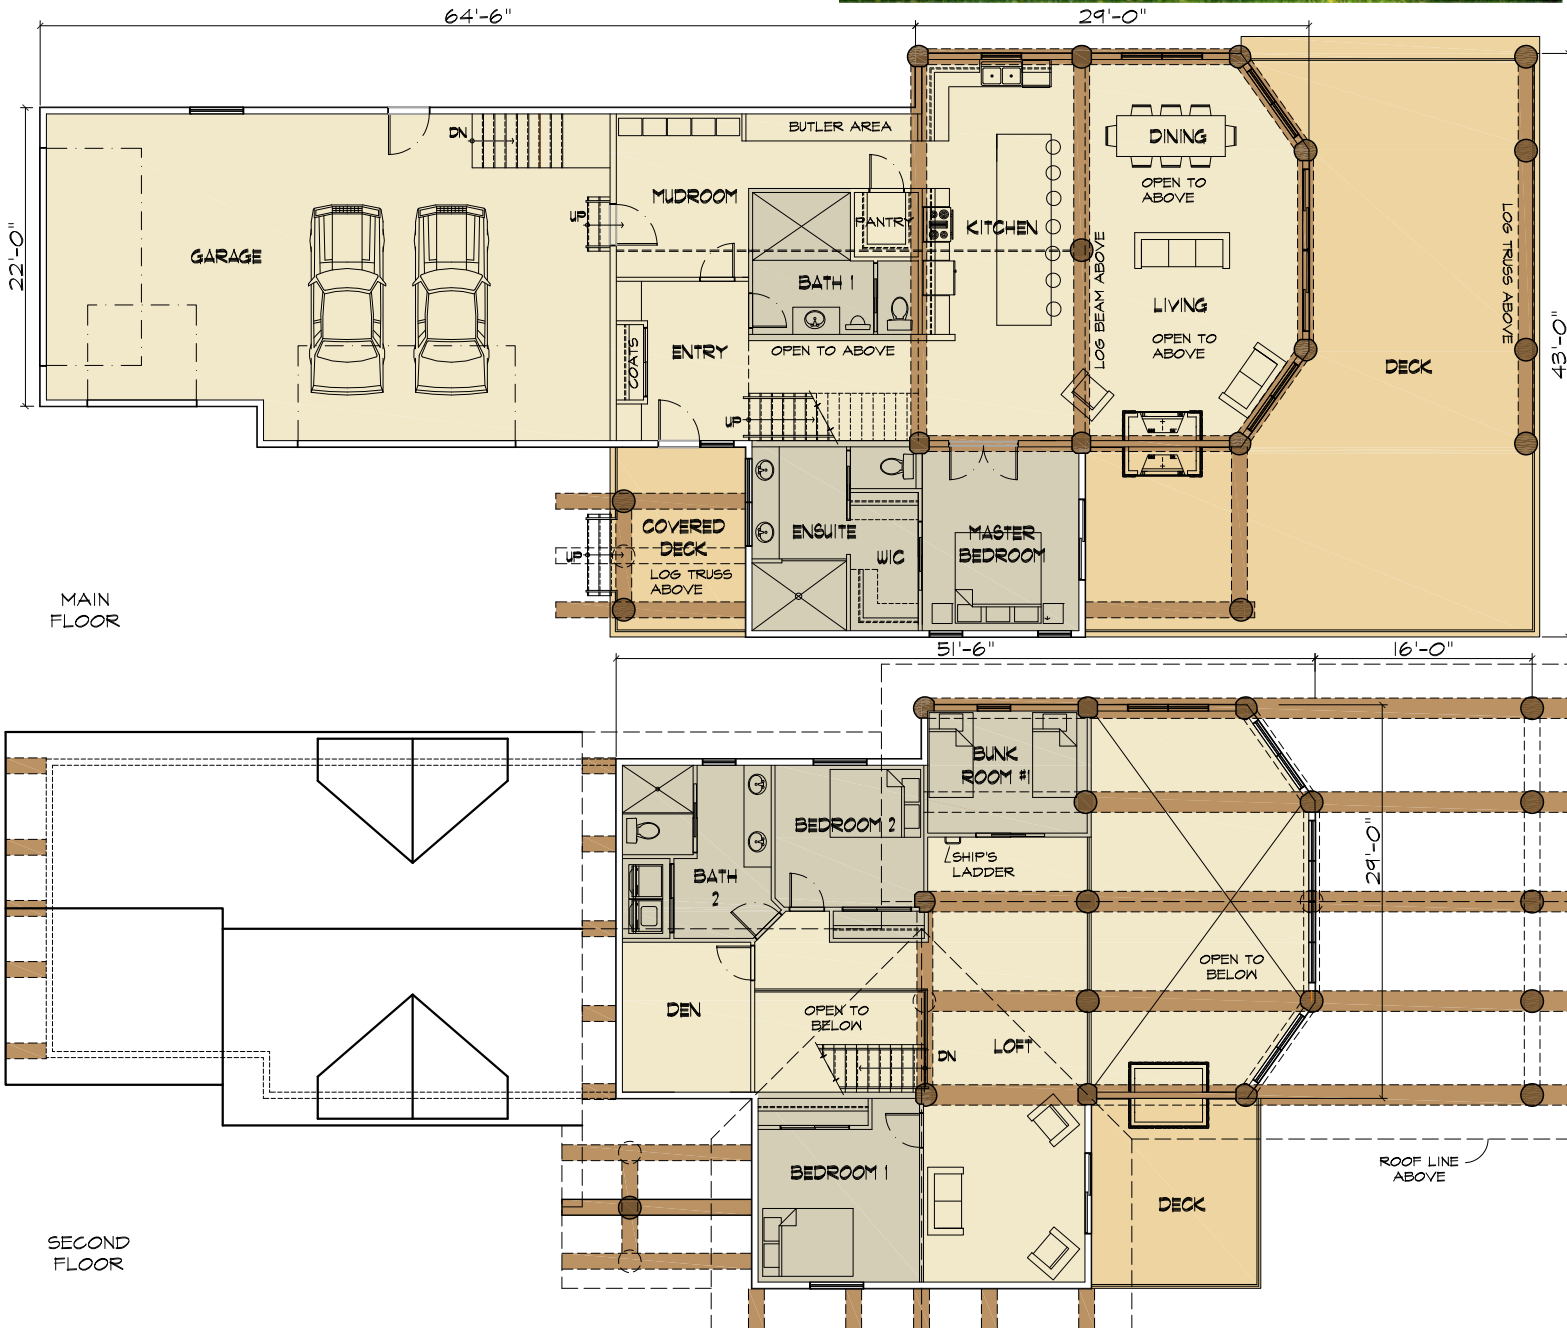 64'-6"
29'-0"
DN
BUTLER AREA
DINING
OPEN TO
ABOVE
MUDROOM
UP
PANTRY
KITCHEN
GARAGE
22'-0"
BATH 1
LOG BEAM ABOVE
LOG TRUSS ABOVE
LIVING
OPEN TO
ABOVE
COATS
ENTRY
OPEN TO ABOVE
43'-0"
DECK
UP
COVERED
DECK
LOG TRUSS
ABOVE
UP
ENSUITE
WIC
MASTER
BEDROOM
MAIN
FLOOR
51'-6"
16'-0"
BUNK
ROOM #1
BEDROOM 2
SHIP'S
LADDER
29'-0"
BATH
2
OPEN TO
BELOW
DEN
OPEN TO
BELOW
LOFT
DN
BEDROOM 1
ROOF LINE
ABOVE
DECK
SECOND
FLOOR